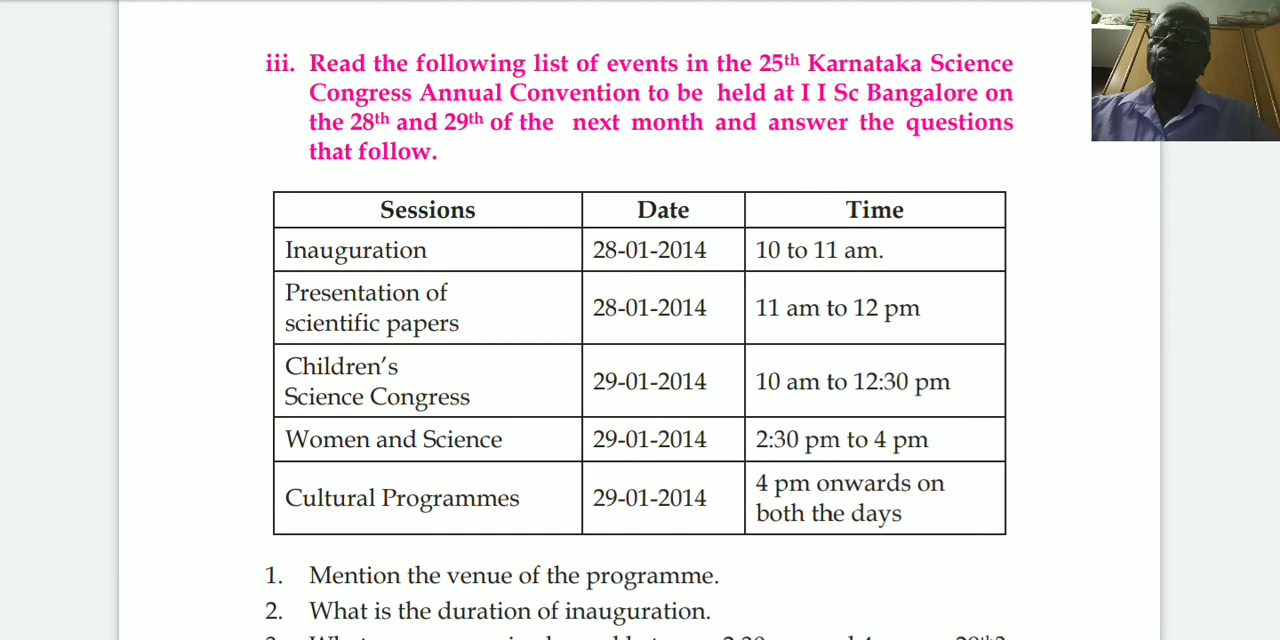 iii. Read the following list of events in the 25th Karnataka Science
Congress Annual Convention to be held at I I Sc Bangalore on
the 28th and 29th of the next month and answer the questions
that follow.
Sessions Date Time
Inauguration 28-01-2014 10 to 11 am.
Presentation of
scientific papers 28-01-2014 11 am to 12 pm
Children's
Science Congress 29-01-2014 10 am to 12:30 pm
Women and Science 29-01-2014 2:30 pm to 4 pm
Cultural Programmes 29-01-2014 4 pm onwards on
both the days
1. Mention the venue of the programme.
2. What is the duration of inauguration.